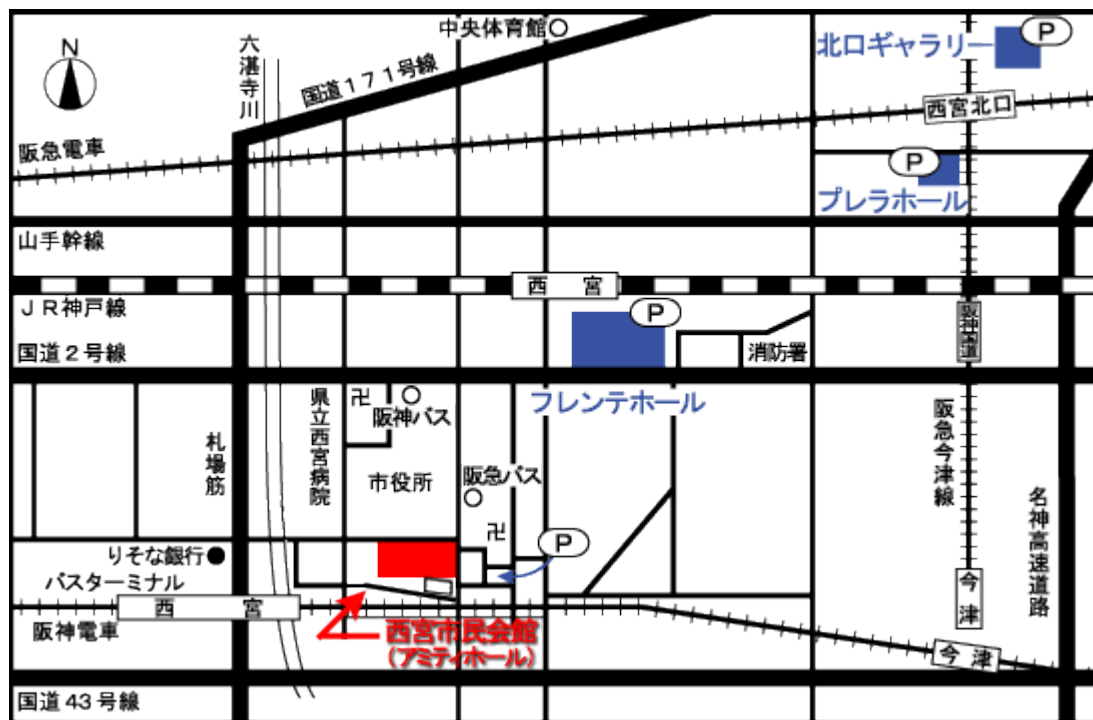 中央体育館
P
N
六湛寺川
国道171号線
北口ギャラリー
西宮北口
阪急電車
P
プレラホール
山手幹線
西 宮
JR神戸線
P
国道2号線
消防署
阪神国道
フレンテホール
県立西宮病院
卍
阪神バス
札場筋
市役所
阪急バス
阪急今津線
名神高速道路
卍
P
りそな銀行
バスターミナル
西 宮
今津
阪神電車
西宮市民会館
(アミティホール)
今津
国道43号線